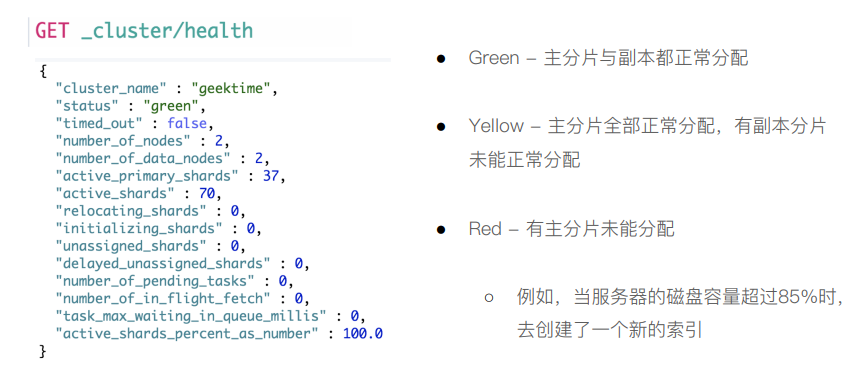 GET _cluster/health
{
"cluster_name" : "geektime",
"status" : "green",
"timed_out" : false,
"number_of_nodes" : 2,
"number_of_data_nodes" : 2,
"active_primary_shards" : 37,
"active_shards" : 70,
"relocating_shards" : 0,
"initializing_shards" : 0,
"unassigned_shards" : 0,
"delayed_unassigned_shards" : 0,
"number_of_pending_tasks" : 0,
"number_of_in_flight_fetch" : 0,
"task_max_waiting_in_queue_millis" : 0,
"active_shards_percent_as_number" : 100.0
}
● Green – 主分片与副本都正常分配
● Yellow – 主分片全部正常分配，有副本分片
未能正常分配
● Red – 有主分片未能分配
○ 例如，当服务器的磁盘容量超过85%时，
去创建了一个新的索引